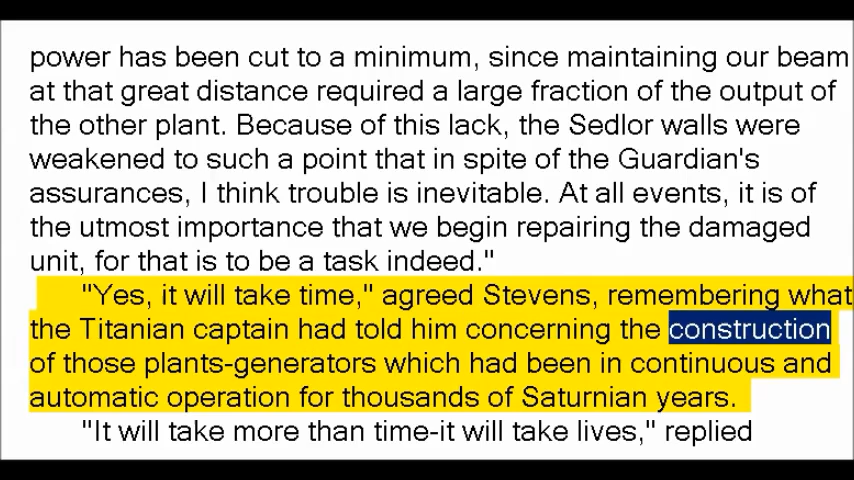 power has been cut to a minimum, since maintaining our beam
at that great distance required a large fraction of the output of
the other plant. Because of this lack, the Sedlor walls were
weakened to such a point that in spite of the Guardian's
assurances, I think trouble is inevitable. At all events, it is of
the utmost importance that we begin repairing the damaged
unit, for that is to be a task indeed."
"Yes, it will take time," agreed Stevens, remembering what
the Titanian captain had told him concerning the construction
of those plants-generators which had been in continuous and
automatic operation for thousands of Saturnian years.
"It will take more than time-it will take lives," replied